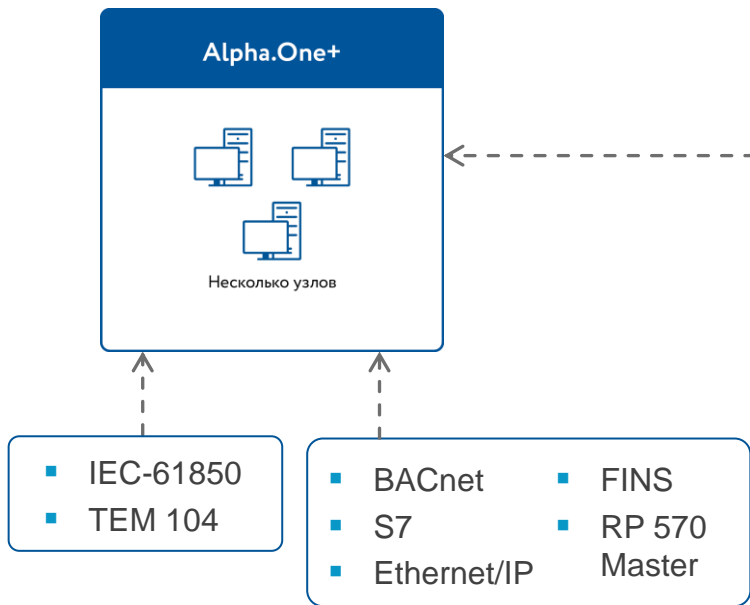 Alpha.One+
Несколько узлов
IEC-61850
TEM 104
BACnet
S7
Ethernet/IP
FINS
RP 570
Master